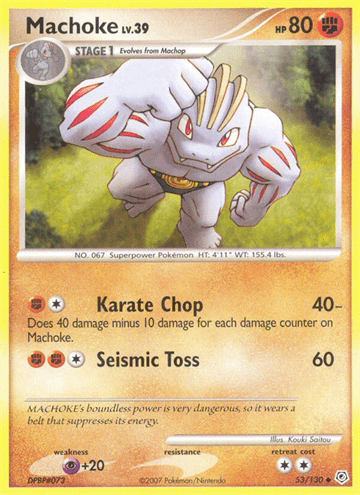 Machoke LV.39 HP 80
STAGE 1 Evolves from Machop
NO. 067 Superpower Pokémon HT: 4'11" WT: 155.4 lbs.
Karate Chop 40–
Does 40 damage minus 10 damage for each damage counter on
Machoke.
Seismic Toss 60
MACHOKE's boundless power is very dangerous, so it wears a
belt that suppresses its energy.
Illus. Kouki Saitou
weakness resistance retreat cost
+20
DPBP#073 ©2007 Pokémon/Nintendo 53/130 ◆